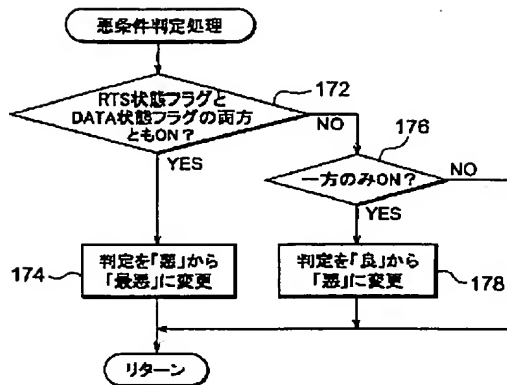 悪条件判定処理
RTS状態フラグと
DATA状態フラグの両方
ともON？
172
NO
YES
176
一方のみON？
NO
YES
174
判定を「悪」から
「最悪」に変更
判定を「良」から
「悪」に変更
178
リターン